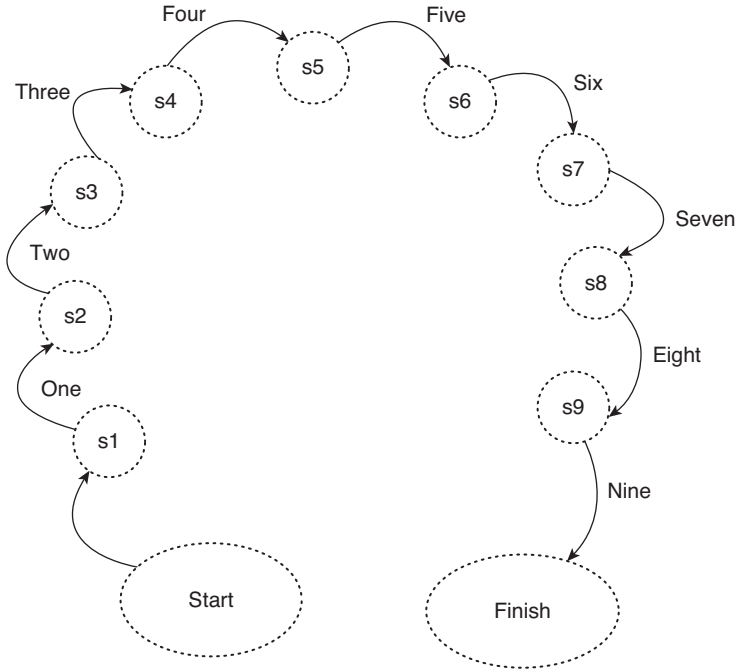 Start
s1
One
s2
Two
s3
Three
s4
Four
s5
Five
s6
Six
s7
Seven
s8
Eight
s9
Nine
Finish